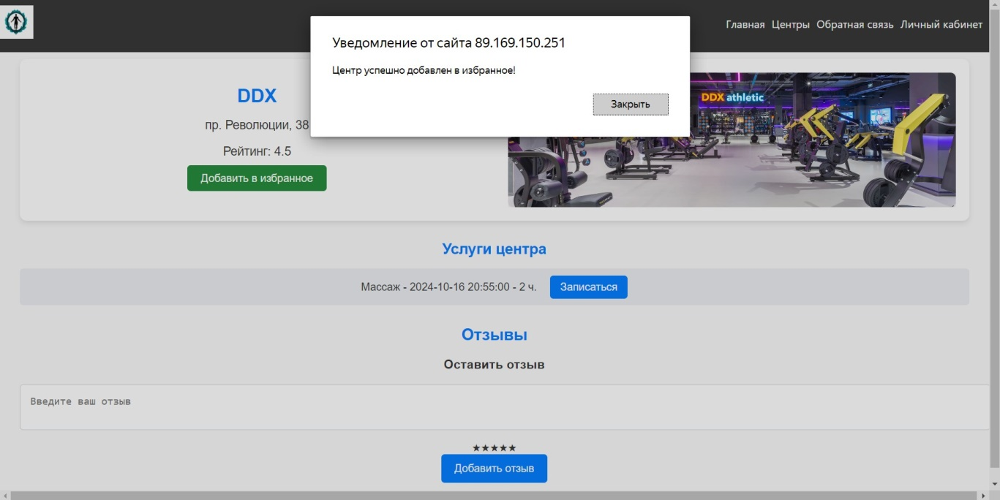 Главная Центры Обратная связь Личный кабинет
Уведомление от сайта 89.169.150.251
Центр успешно добавлен в избранное!
Закрыть
DDX
пр. Революции, 38
Рейтинг: 4.5
Добавить в избранное
DDX athletic
Услуги центра
Массаж - 2024-10-16 20:55:00 - 2 ч. Записаться
Отзывы
Оставить отзыв
Введите ваш отзыв
★★★★★
Добавить отзыв